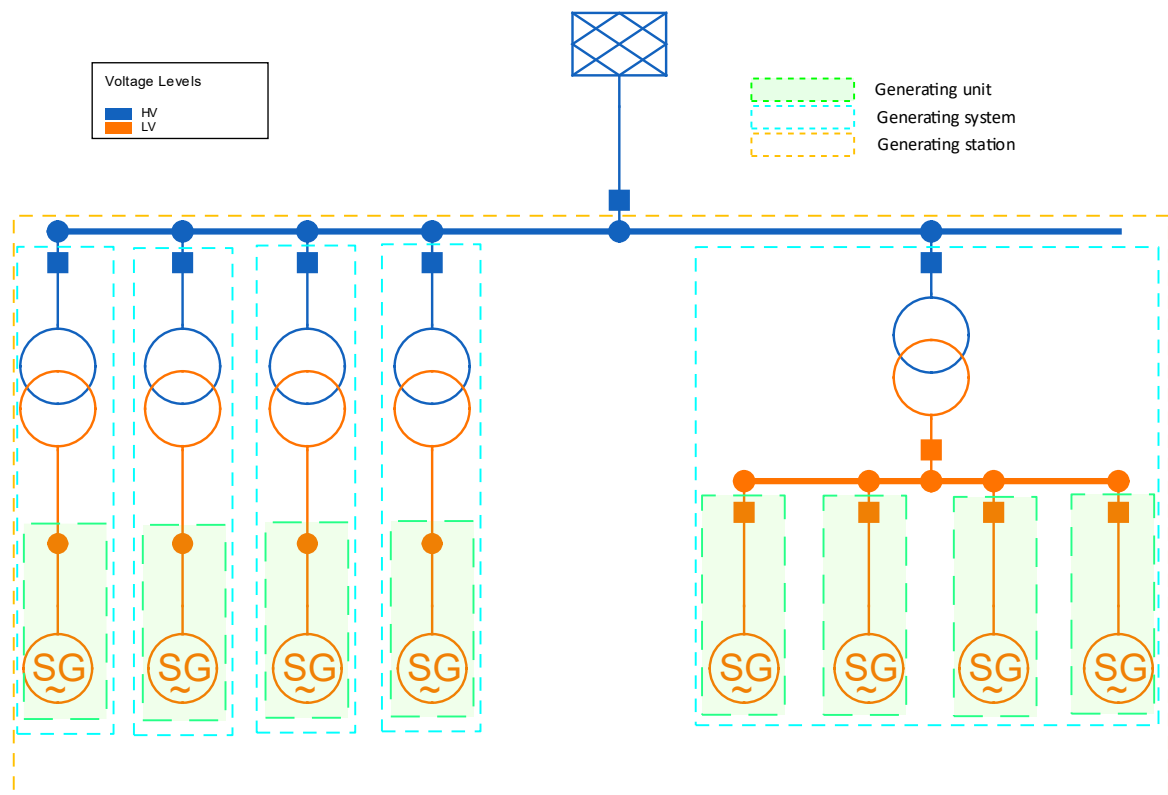 Voltage Levels
HV
LV
Generating unit
Generating system
Generating station
SG
~
SG
~
SG
~
SG
~
SG
~
SG
~
SG
~
SG
~